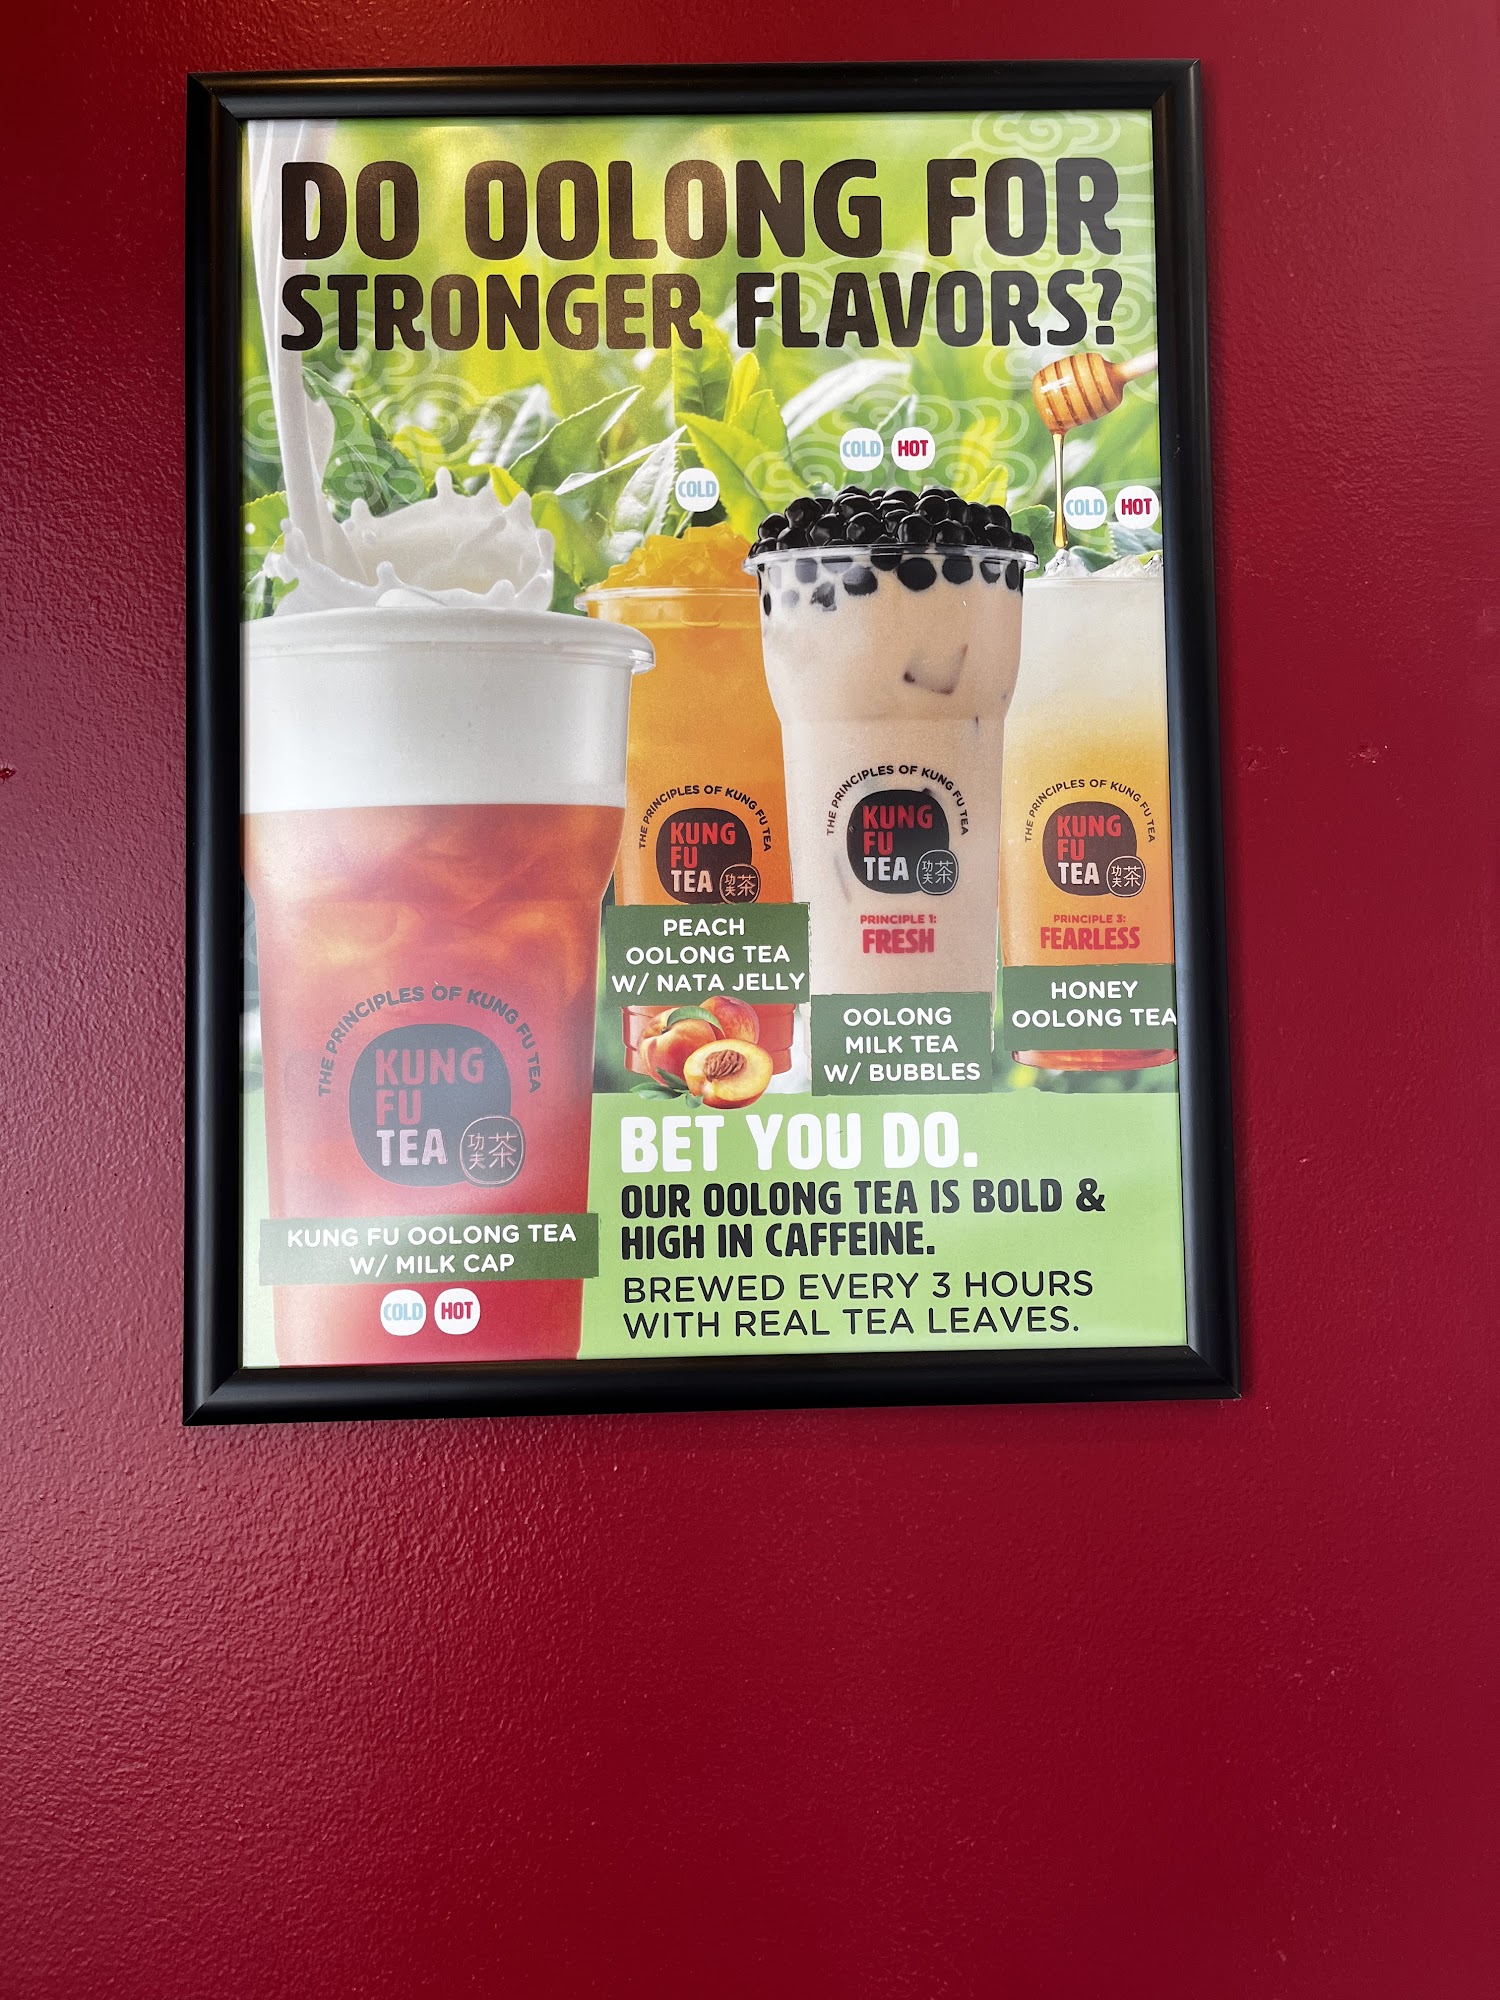 DO OOLONG FOR
STRONGER FLAVORS?
COLD HOT
COLD
COLD HOT
THE PRINCIPLES OF KUNG FU TEA
KUNG
FU
TEA
功夫茶
PEACH
OOLONG TEA
W/ NATA JELLY
THE PRINCIPLES OF KUNG FU TEA
KUNG
FU
TEA
功夫茶
PRINCIPLE 1:
FRESH
OOLONG
MILK TEA
W/ BUBBLES
THE PRINCIPLES OF KUNG FU TEA
KUNG
FU
TEA
功夫茶
PRINCIPLE 3:
FEARLESS
HONEY
OOLONG TEA
THE PRINCIPLES OF KUNG FU TEA
KUNG
FU
TEA
功夫茶
KUNG FU OOLONG TEA
W/ MILK CAP
COLD HOT
BET YOU DO.
OUR OOLONG TEA IS BOLD &
HIGH IN CAFFEINE.
BREWED EVERY 3 HOURS
WITH REAL TEA LEAVES.